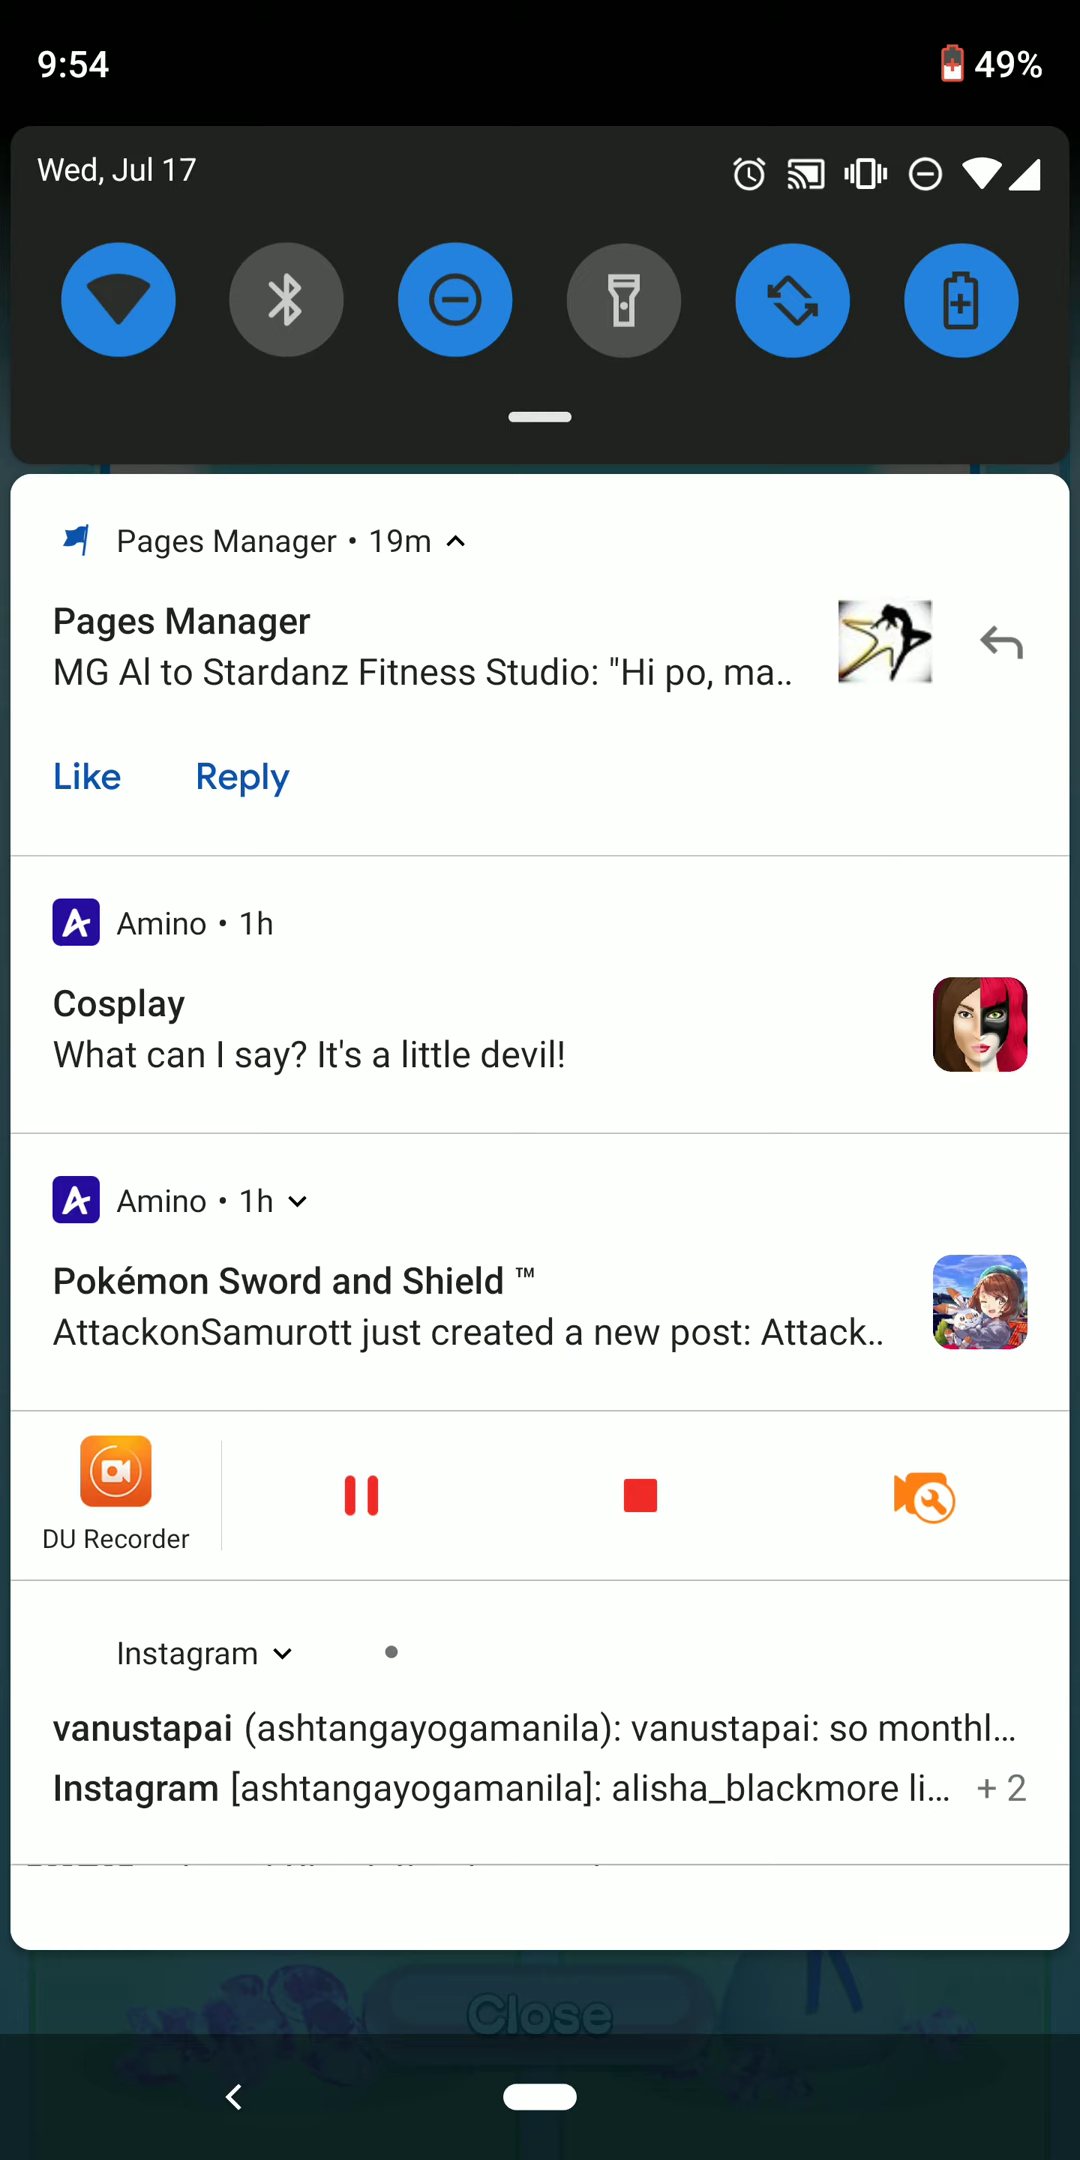 9:54
49%
Wed, Jul 17
Pages Manager • 19m
Pages Manager
MG Al to Stardanz Fitness Studio: "Hi po, ma..
Like Reply
Amino • 1h
Cosplay
What can I say? It's a little devil!
Amino • 1h
Pokémon Sword and Shield ™
AttackonSamurott just created a new post: Attack..
DU Recorder
Instagram
vanustapai (ashtangayogamanila): vanustapai: so monthl...
Instagram [ashtangayogamanila]: alisha_blackmore li... + 2
Close